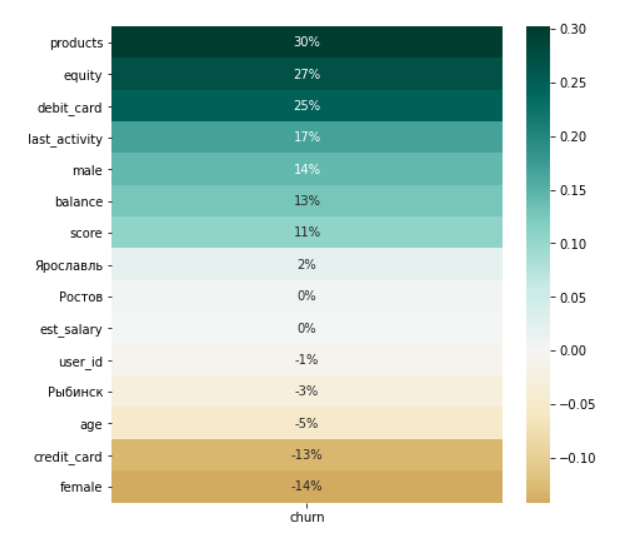 products 30%
equity 27%
debit_card 25%
last_activity 17%
male 14%
balance 13%
score 11%
Ярославль 2%
Ростов 0%
est_salary 0%
user_id -1%
Рыбинск -3%
age -5%
credit_card -13%
female -14%
churn
0.30
0.25
0.20
0.15
0.10
0.05
0.00
−0.05
−0.10